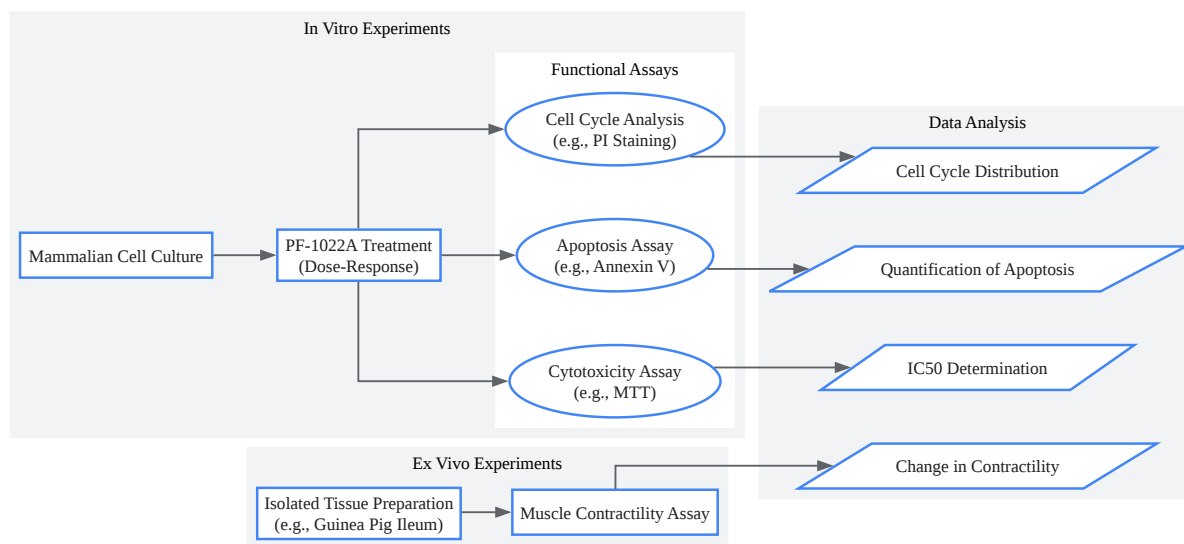 In Vitro Experiments
Functional Assays
Cell Cycle Analysis
(e.g., PI Staining)
Data Analysis
Cell Cycle Distribution
Mammalian Cell Culture
PF-1022A Treatment
(Dose-Response)
Apoptosis Assay
(e.g., Annexin V)
Quantification of Apoptosis
Cytotoxicity Assay
(e.g., MTT)
IC50 Determination
Ex Vivo Experiments
Isolated Tissue Preparation
(e.g., Guinea Pig Ileum)
Muscle Contractility Assay
Change in Contractility